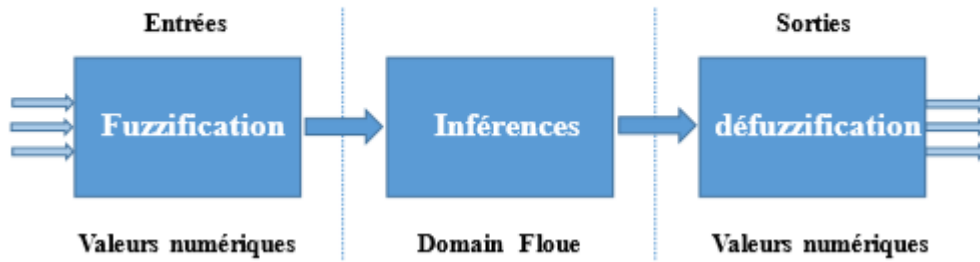 Entrées
Sorties
Fuzzification
Inférences
défuzzification
Valeurs numériques
Domain Floue
Valeurs numériques